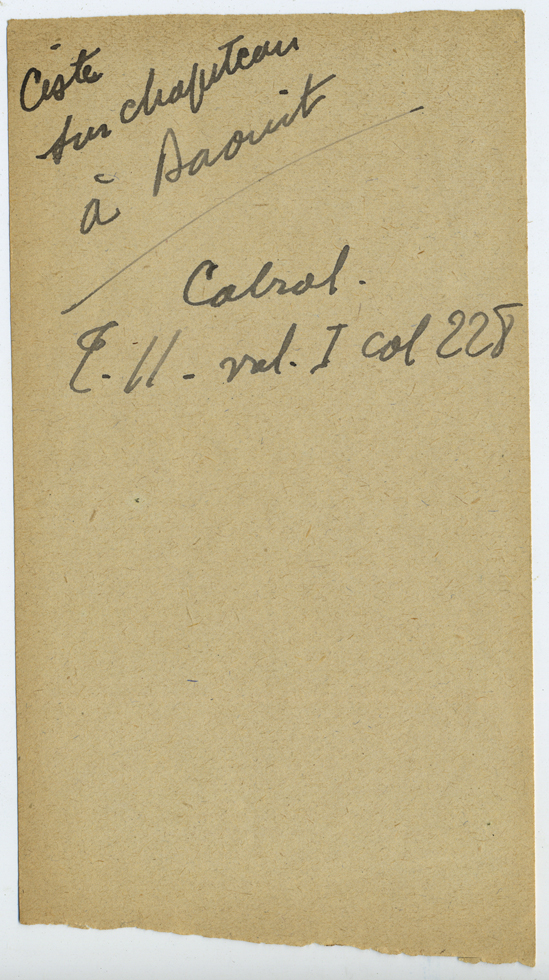 Ciste
sur chapiteau
à Baouit
Cabrol.
T. II - vol. I col 228